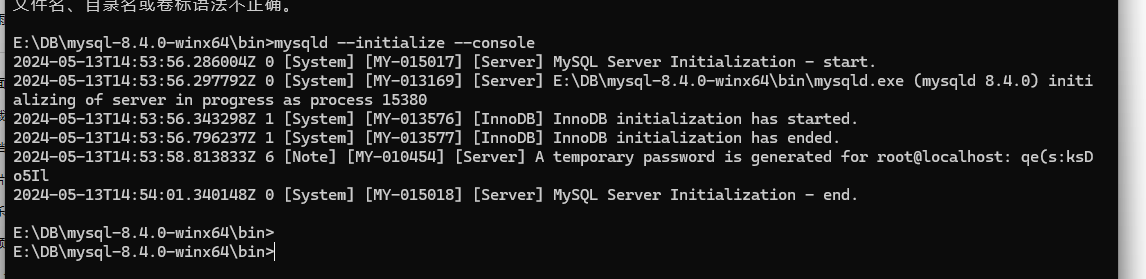 文件名、目录名或卷标语法不正确。
E:\DB\mysql-8.4.0-winx64\bin>mysqld --initialize --console
2024-05-13T14:53:56.286004Z 0 [System] [MY-015017] [Server] MySQL Server Initialization - start.
2024-05-13T14:53:56.297792Z 0 [System] [MY-013169] [Server] E:\DB\mysql-8.4.0-winx64\bin\mysqld.exe (mysqld 8.4.0) initi
alizing of server in progress as process 15380
2024-05-13T14:53:56.343298Z 1 [System] [MY-013576] [InnoDB] InnoDB initialization has started.
2024-05-13T14:53:56.796237Z 1 [System] [MY-013577] [InnoDB] InnoDB initialization has ended.
2024-05-13T14:53:58.813833Z 6 [Note] [MY-010454] [Server] A temporary password is generated for root@localhost: qe(s:ksD
o5Il
2024-05-13T14:54:01.340148Z 0 [System] [MY-015018] [Server] MySQL Server Initialization - end.
E:\DB\mysql-8.4.0-winx64\bin>
E:\DB\mysql-8.4.0-winx64\bin>